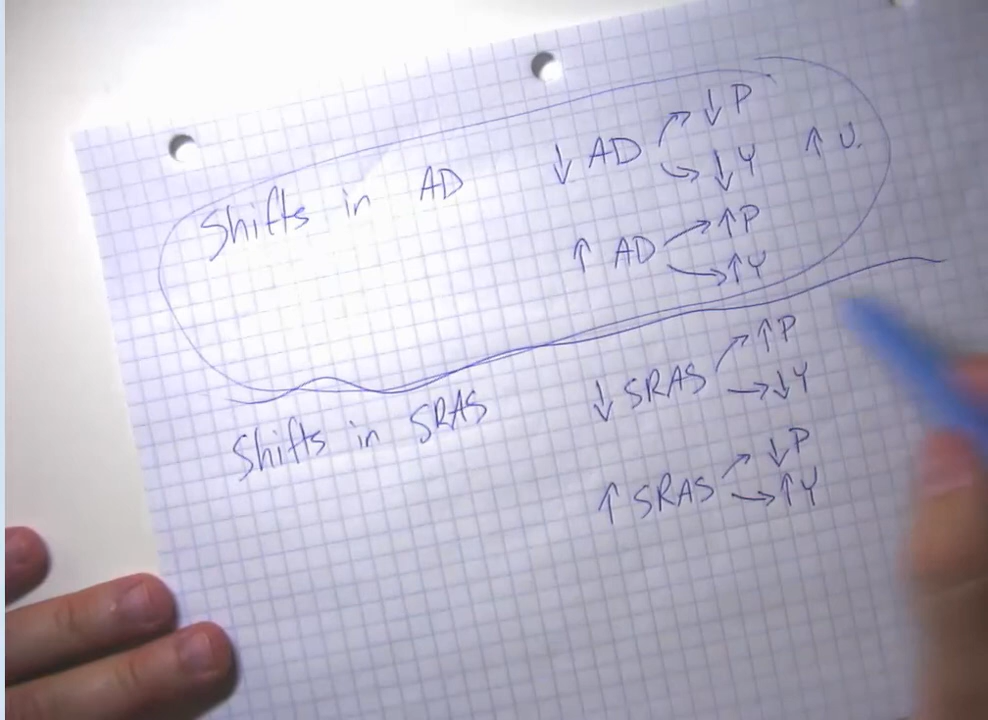 Shifts in AD
↓ AD → ↓ P
→ ↓ Y ↑ U.
↑ AD → ↑ P
→ ↑ Y
Shifts in SRAS
↓ SRAS → ↑ P
→ ↓ Y
↑ SRAS → ↓ P
→ ↑ Y